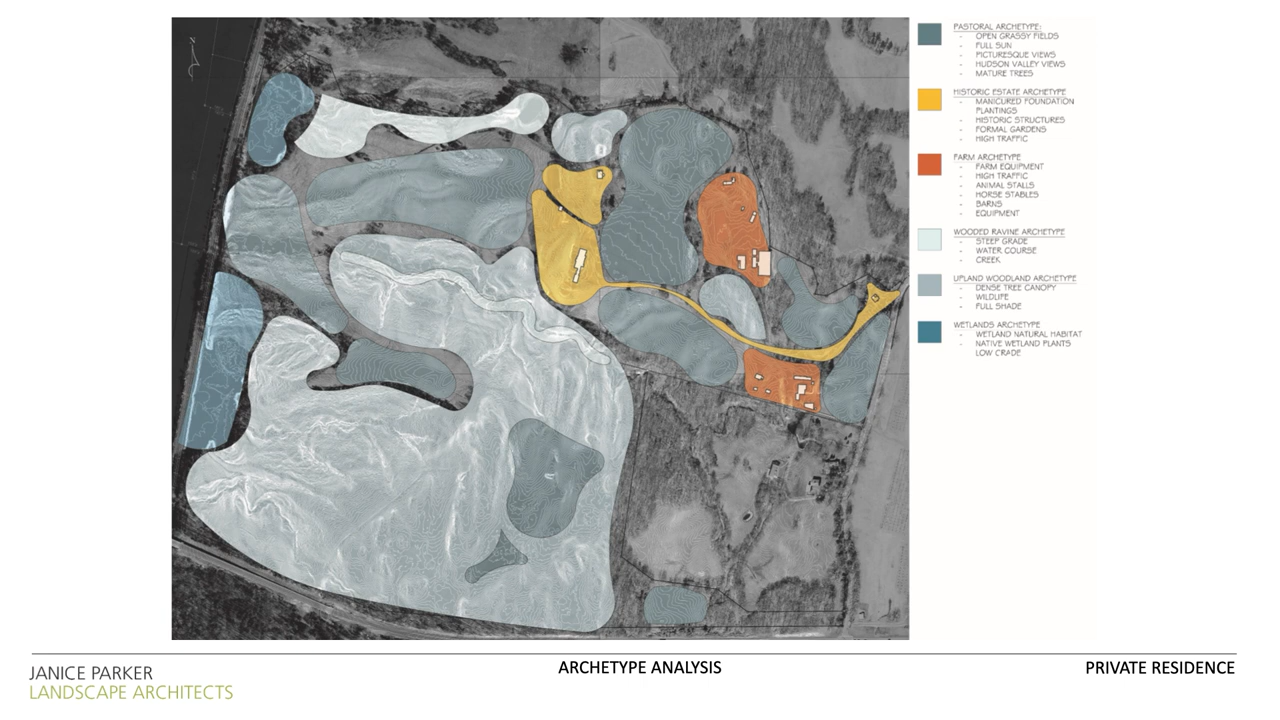 PASTORAL ARCHETYPE:
- OPEN GRASSY FIELDS
- FULL SUN
- PICTURESQUE VIEWS
- HUDSON VALLEY VIEWS
- MATURE TREES
HISTORIC ESTATE ARCHETYPE
- MANICURED FOUNDATION
PLANTINGS
- HISTORIC STRUCTURES
- FORMAL GARDENS
- HIGH TRAFFIC
FARM ARCHETYPE
- FARM EQUIPMENT
- HIGH TRAFFIC
- ANIMAL STALLS
- HORSE STABLES
- BARNS
- EQUIPMENT
WOODED RAVINE ARCHETYPE
- STEEP GRADE
- WATER COURSE
- CREEK
UPLAND WOODLAND ARCHETYPE
- DENSE TREE CANOPY
- WILDLIFE
- FULL SHADE
WETLANDS ARCHETYPE
- WETLAND NATURAL HABITAT
- NATIVE WETLAND PLANTS
LOW GRADE
JANICE PARKER
LANDSCAPE ARCHITECTS
ARCHETYPE ANALYSIS
PRIVATE RESIDENCE